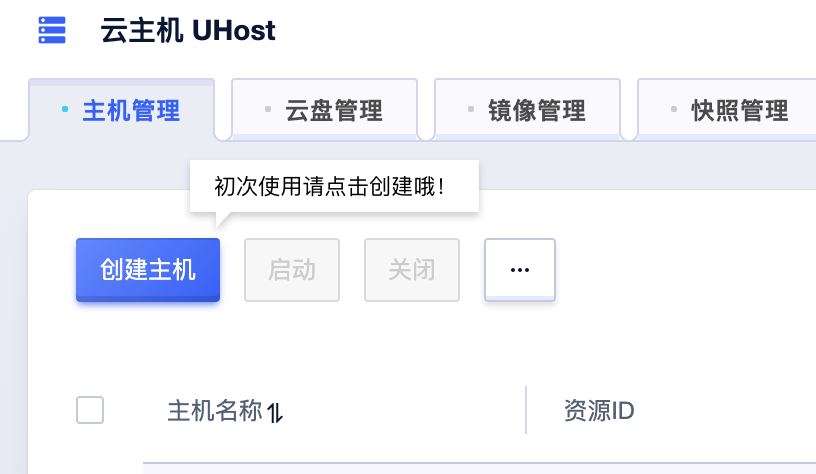 云主机 UHost
主机管理 云盘管理 镜像管理 快照管理
初次使用请点击创建哦！
创建主机 启动 关闭 ...
主机名称 资源ID